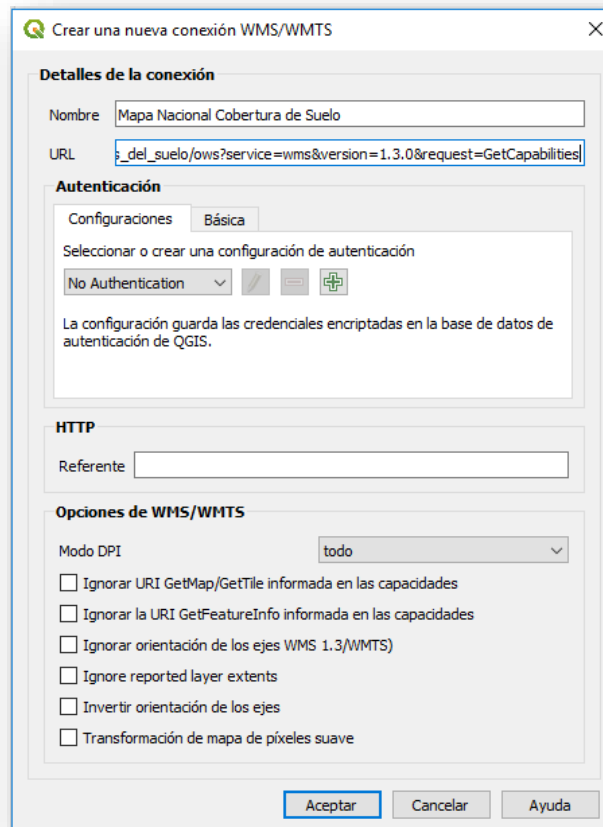 Crear una nueva conexión WMS/WMTS
Detalles de la conexión
Nombre Mapa Nacional Cobertura de Suelo
URL s_del_suelo/ows?service=wms&version=1.3.0&request=GetCapabilities
Autenticación
Configuraciones Básica
Seleccionar o crear una configuración de autenticación
No Authentication
La configuración guarda las credenciales encriptadas en la base de datos de
autenticación de QGIS.
HTTP
Referente
Opciones de WMS/WMTS
Modo DPI todo
Ignorar URI GetMap/GetTile informada en las capacidades
Ignorar la URI GetFeatureInfo informada en las capacidades
Ignorar orientación de los ejes WMS 1.3/WMTS)
Ignore reported layer extents
Invertir orientación de los ejes
Transformación de mapa de píxeles suave
Aceptar Cancelar Ayuda